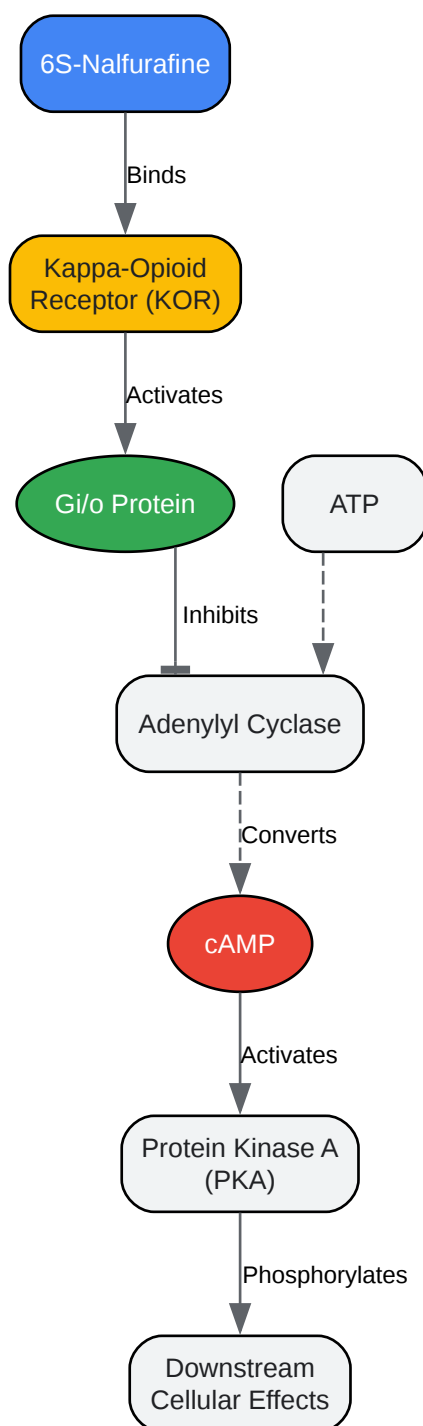 6S-Nalfurafine
Binds
Kappa-Opioid
Receptor (KOR)
Activates
Gi/o Protein
ATP
Inhibits
Adenylyl Cyclase
Converts
cAMP
Activates
Protein Kinase A
(PKA)
Phosphorylates
Downstream
Cellular Effects